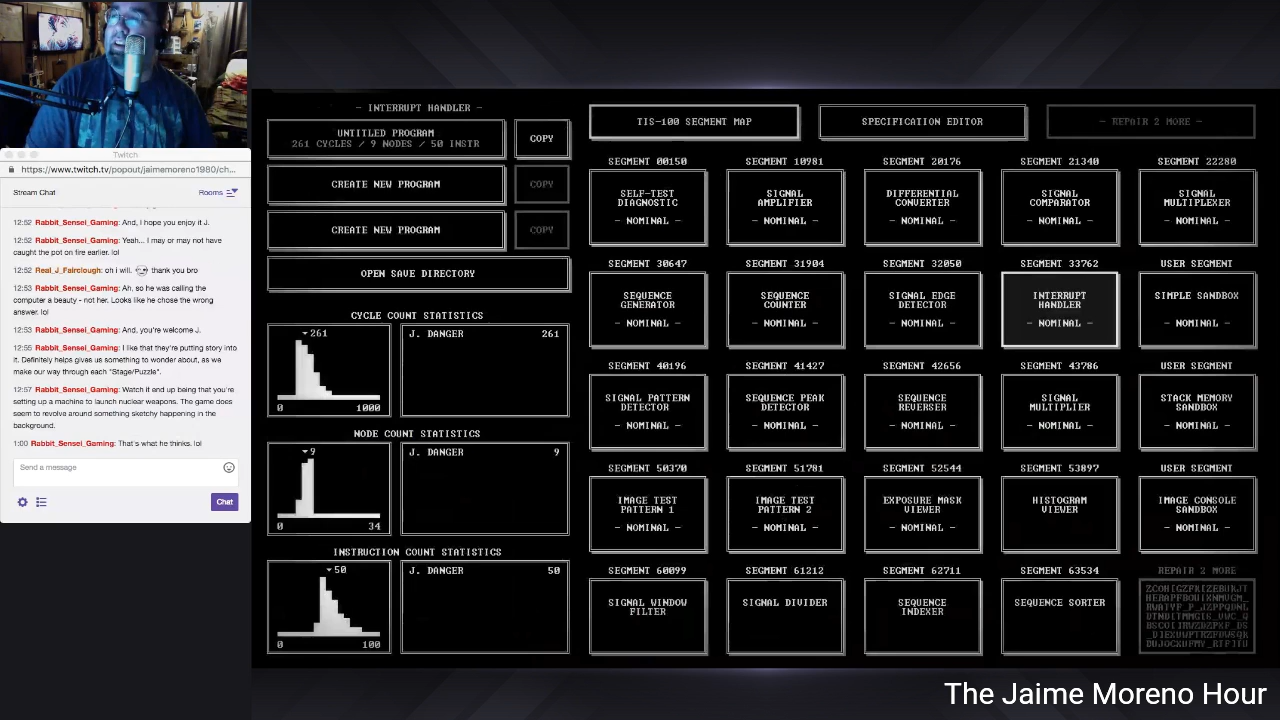 Twitch
https://www.twitch.tv/popout/jaimemoreno1980/ch...
Stream Chat
Rooms
12:52 Rabbit_Sensei_Gaming: And, i hope you enjoy it J.
12:52 Rabbit_Sensei_Gaming: Yeah... I may or may not have
caught the pot on fire earlier. lol
12:52 Real_J_Fairclough: oh i will. thank you bro
12:53 Rabbit_Sensei_Gaming: Ah. so he was calling the
computer a beauty - not her. Looks like he chose the wrong
answer. lol
12:53 Rabbit_Sensei_Gaming: And, you're welcome J.
12:55 Rabbit_Sensei_Gaming: I like that they're putting story into
it. Definitely helps gives us something to wonder about, as we
make our way through each "Stage/Puzzle".
12:57 Rabbit_Sensei_Gaming: Watch it end up being that you're
setting up a machine to launch nuclear weapons. The game does
seem to revolve around something sketchy happening in the
background.
1:00 Rabbit_Sensei_Gaming: That's what he thinks. lol
Send a message
Chat
- INTERRUPT HANDLER -
UNTITLED PROGRAM
261 CYCLES / 9 NODES / 50 INSTR
COPY
CREATE NEW PROGRAM
COPY
CREATE NEW PROGRAM
COPY
OPEN SAVE DIRECTORY
CYCLE COUNT STATISTICS
261
0 1000
J. DANGER 261
NODE COUNT STATISTICS
9
0 34
J. DANGER 9
INSTRUCTION COUNT STATISTICS
50
0 100
J. DANGER 50
TIS-100 SEGMENT MAP
SPECIFICATION EDITOR
- REPAIR 2 MORE -
SEGMENT 00150 SEGMENT 10981 SEGMENT 20176 SEGMENT 21340 SEGMENT 22280
SELF-TEST
DIAGNOSTIC
- NOMINAL -
SIGNAL
AMPLIFIER
- NOMINAL -
DIFFERENTIAL
CONVERTER
- NOMINAL -
SIGNAL
COMPARATOR
- NOMINAL -
SIGNAL
MULTIPLEXER
- NOMINAL -
SEGMENT 30647 SEGMENT 31904 SEGMENT 32050 SEGMENT 33762 USER SEGMENT
SEQUENCE
GENERATOR
- NOMINAL -
SEQUENCE
COUNTER
- NOMINAL -
SIGNAL EDGE
DETECTOR
- NOMINAL -
INTERRUPT
HANDLER
- NOMINAL -
SIMPLE SANDBOX
- NOMINAL -
SEGMENT 40196 SEGMENT 41427 SEGMENT 42656 SEGMENT 43786 USER SEGMENT
SIGNAL PATTERN
DETECTOR
- NOMINAL -
SEQUENCE PEAK
DETECTOR
- NOMINAL -
SEQUENCE
REVERSER
- NOMINAL -
SIGNAL
MULTIPLIER
- NOMINAL -
STACK MEMORY
SANDBOX
- NOMINAL -
SEGMENT 50370 SEGMENT 51781 SEGMENT 52544 SEGMENT 53897 USER SEGMENT
IMAGE TEST
PATTERN 1
- NOMINAL -
IMAGE TEST
PATTERN 2
- NOMINAL -
EXPOSURE MASK
VIEWER
- NOMINAL -
HISTOGRAM
VIEWER
- NOMINAL -
IMAGE CONSOLE
SANDBOX
- NOMINAL -
SEGMENT 60099 SEGMENT 61212 SEGMENT 62711 SEGMENT 63534 REPAIR 2 MORE
SIGNAL WINDOW
FILTER
SIGNAL DIVIDER
SEQUENCE
INDEXER
SEQUENCE SORTER
The Jaime Moreno Hour